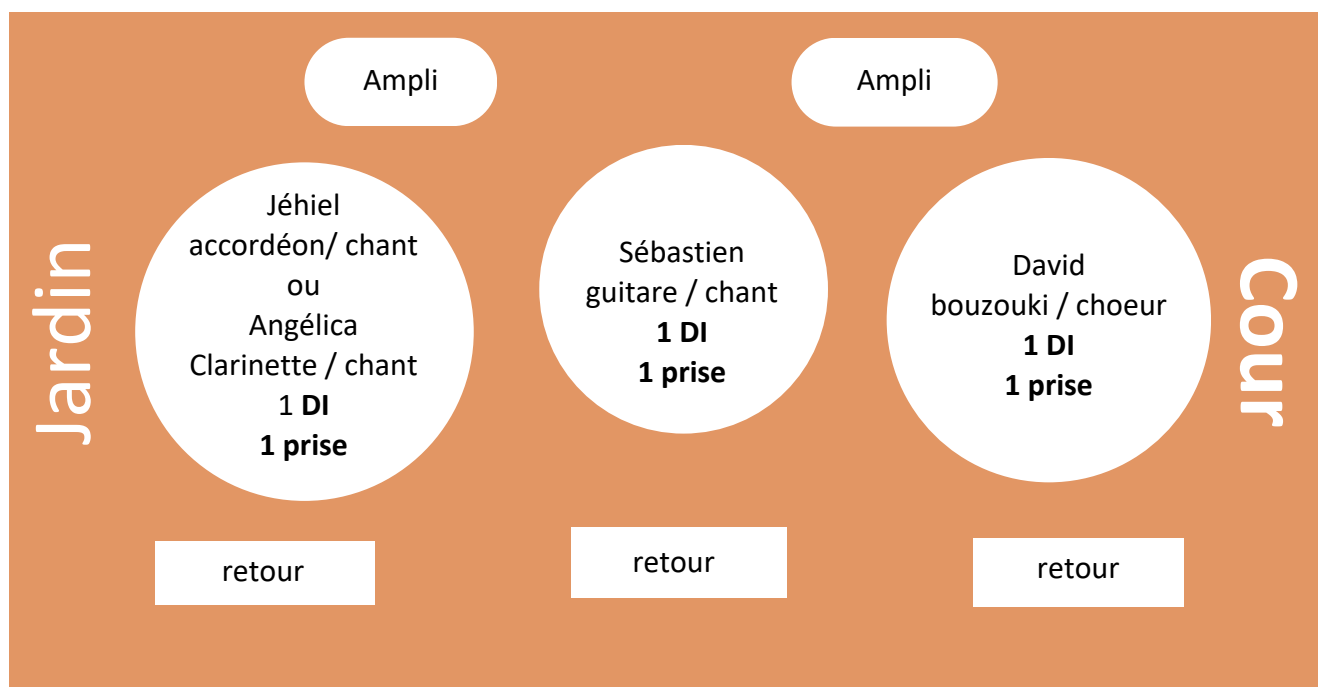 Ampli
Ampli
Jardin
Jéhiel
accordéon/ chant
ou
Angélica
Clarinette / chant
1 DI
1 prise
Sébastien
guitare / chant
1 DI
1 prise
David
bouzouki / choeur
1 DI
1 prise
Cour
retour
retour
retour